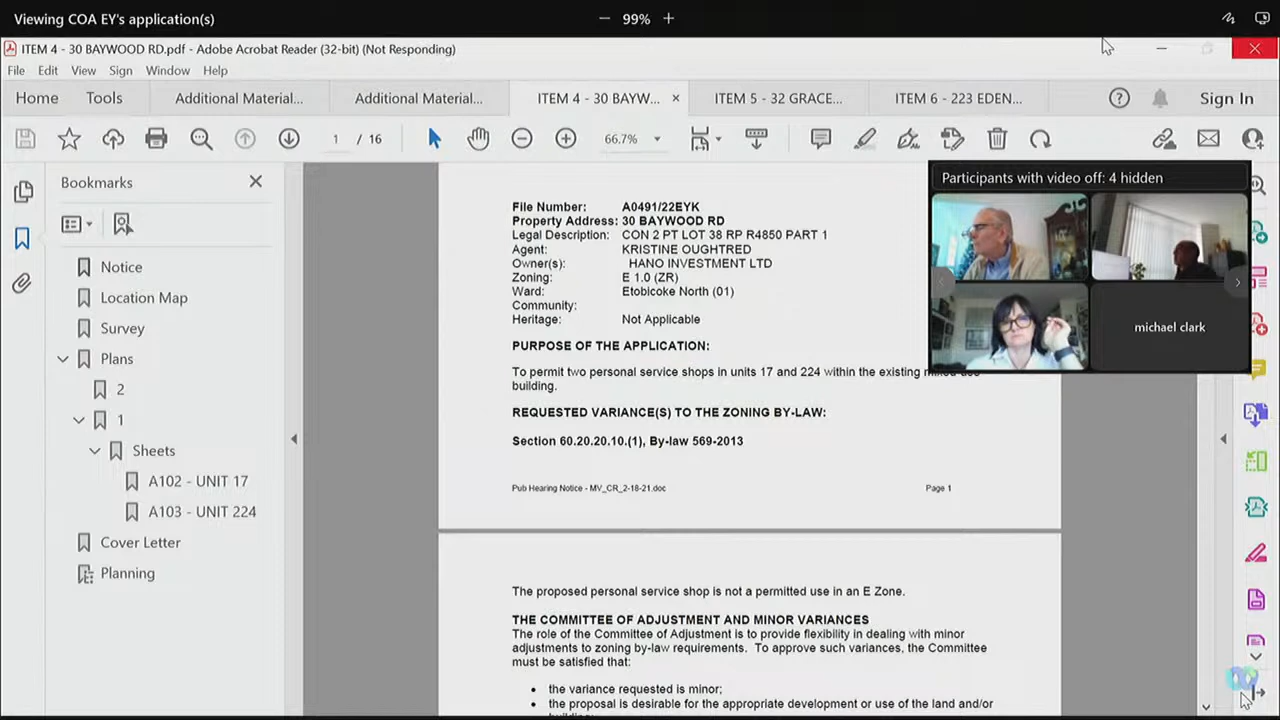 Viewing COA EY's application(s)
99%
ITEM 4 - 30 BAYWOOD RD.pdf - Adobe Acrobat Reader (32-bit) (Not Responding)
File Edit View Sign Window Help
Home Tools Additional Material... Additional Material... ITEM 4 - 30 BAYW... ITEM 5 - 32 GRACE... ITEM 6 - 223 EDEN... Sign In
1 / 16 66.7%
Bookmarks
Notice
Location Map
Survey
Plans
2
1
Sheets
A102 - UNIT 17
A103 - UNIT 224
Cover Letter
Planning
File Number: A0491/22EYK
Property Address: 30 BAYWOOD RD
Legal Description: CON 2 PT LOT 38 RP R4850 PART 1
Agent: KRISTINE OUGHTRED
Owner(s): HANO INVESTMENT LTD
Zoning: E 1.0 (ZR)
Ward: Etobicoke North (01)
Community:
Heritage: Not Applicable
PURPOSE OF THE APPLICATION:
To permit two personal service shops in units 17 and 224 within the existing
building.
REQUESTED VARIANCE(S) TO THE ZONING BY-LAW:
Section 60.20.20.10.(1), By-law 569-2013
Pub Hearing Notice - MV_CR_2-18-21.doc Page 1
The proposed personal service shop is not a permitted use in an E Zone.
THE COMMITTEE OF ADJUSTMENT AND MINOR VARIANCES
The role of the Committee of Adjustment is to provide flexibility in dealing with minor
adjustments to zoning by-law requirements. To approve such variances, the Committee
must be satisfied that:
• the variance requested is minor;
• the proposal is desirable for the appropriate development or use of the land and/or
Participants with video off: 4 hidden
michael clark